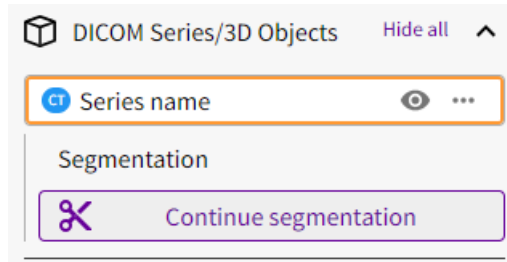 DICOM Series/3D Objects Hide all
CT Series name
Segmentation
Continue segmentation